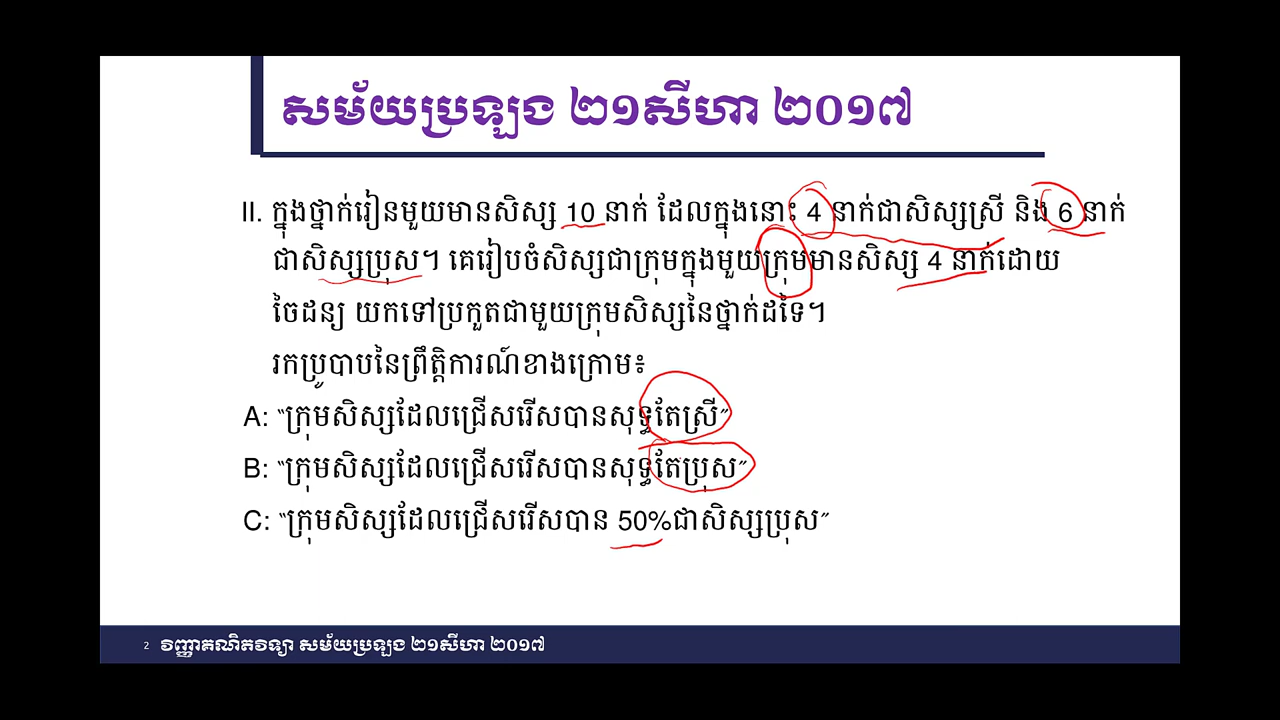 សម័យប្រឡង ២១សីហា ២០១៧
II. ក្នុងថ្នាក់រៀនមួយមានសិស្ស 10 នាក់ ដែលក្នុងនោះ 4 នាក់ជាសិស្សស្រី និង 6 នាក់
ជាសិស្សប្រុស។ គេរៀបចំសិស្សជាក្រុមក្នុងមួយក្រុមមានសិស្ស 4 នាក់ដោយ
ចៃដន្យ យកទៅប្រកួតជាមួយក្រុមសិស្សនៃថ្នាក់ដទៃ។
រកប្រូបាបនៃព្រឹត្តិការណ៍ខាងក្រោម៖
A: “ក្រុមសិស្សដែលជ្រើសរើសបានសុទ្ធតែស្រី”
B: “ក្រុមសិស្សដែលជ្រើសរើសបានសុទ្ធតែប្រុស”
C: “ក្រុមសិស្សដែលជ្រើសរើសបាន 50%ជាសិស្សប្រុស”
2 វិញ្ញាគណិតវិទ្យា សម័យប្រឡង ២១សីហា ២០១៧